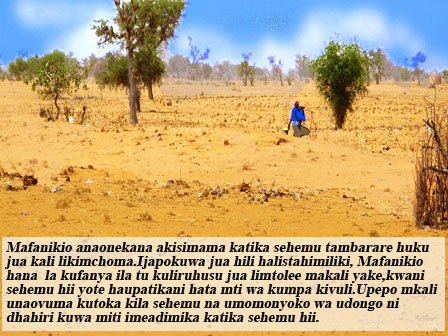 Mafanikio anaonekana akisimama katika sehemu tambarare huku
jua kali likimchoma.Ijapokuwa jua hili halistahimiliki, Mafanikio
hana  la kufanya ila tu kuliruhusu jua limtolee makali yake,kwani
sehemu hii yote haupatikani hata mti wa kumpa kivuli.Upepo mkali
unaovuma kutoka kila sehemu na umomonyoko wa udongo ni
dhahiri kuwa miti imeadimika katika sehemu hii.